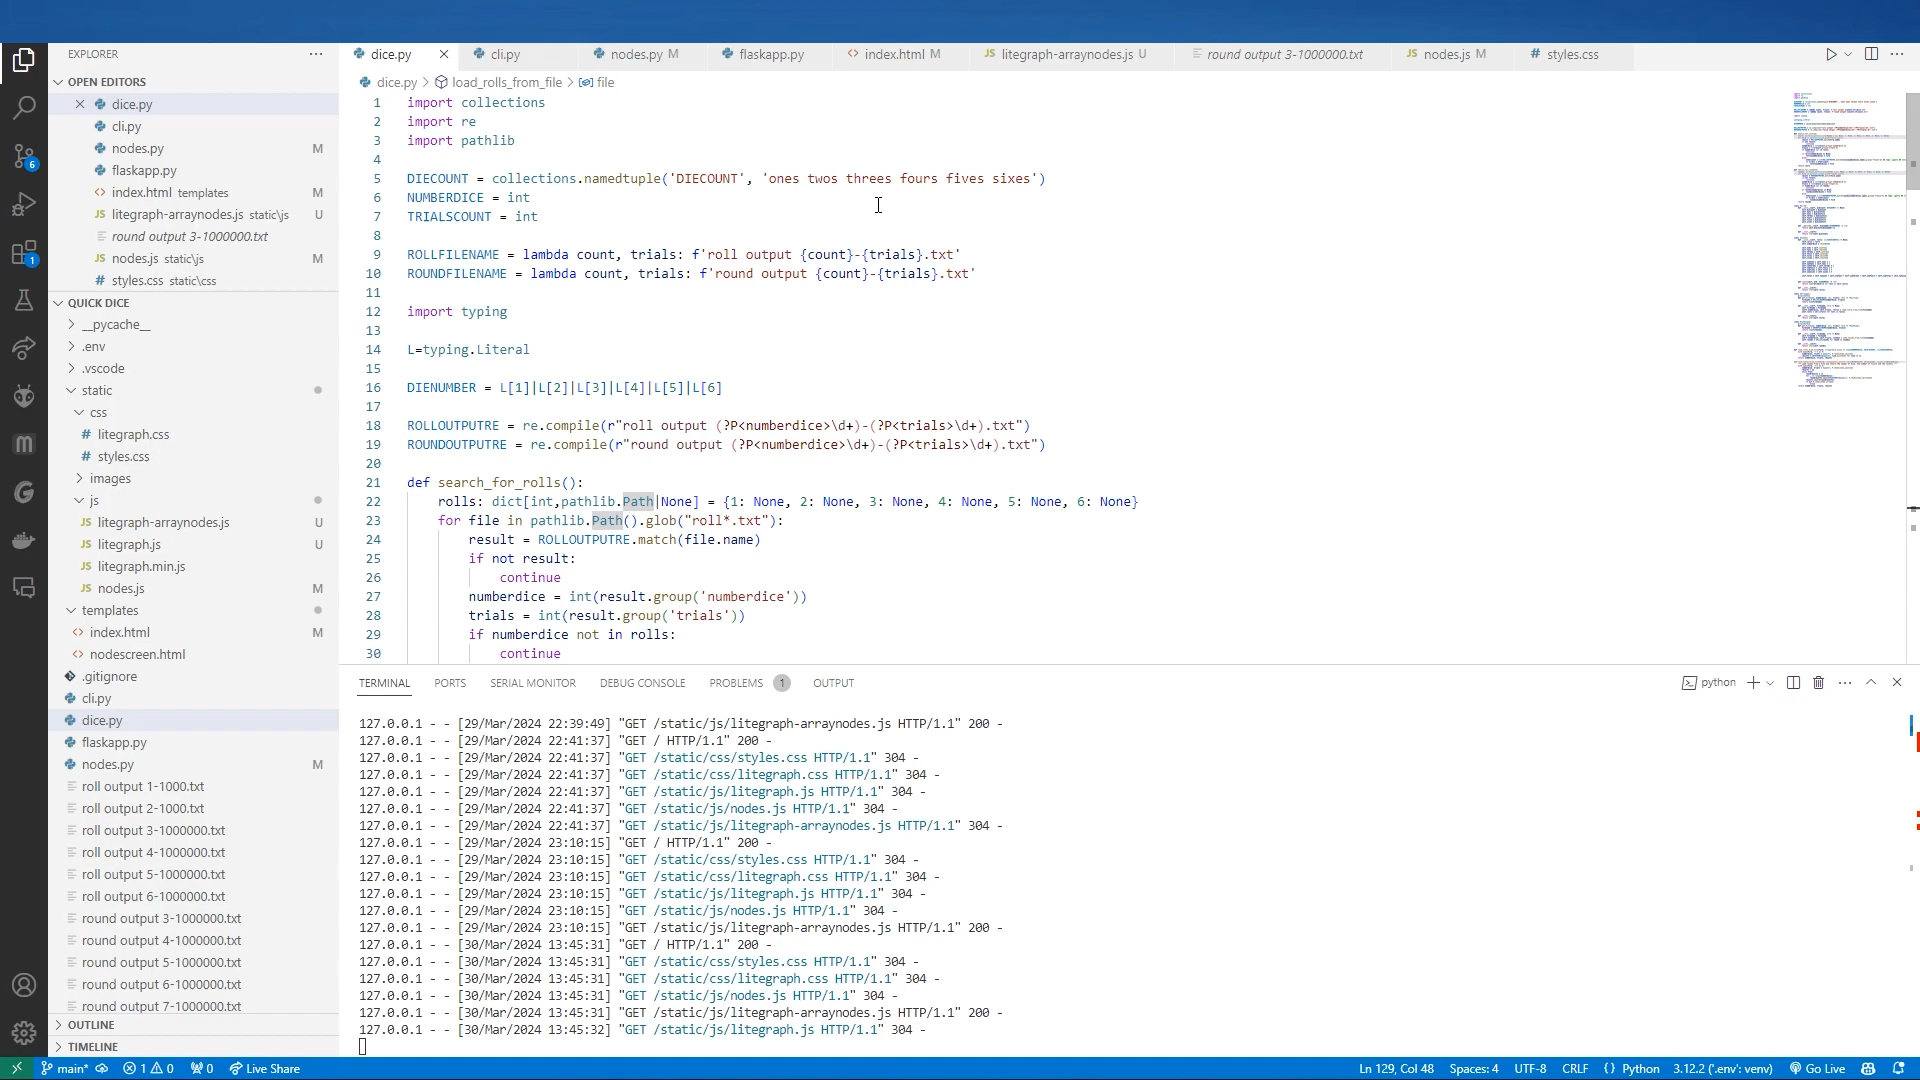 EXPLORER
OPEN EDITORS
dice.py
cli.py
nodes.py M
flaskapp.py
index.html templates M
litegraph-arraynodes.js static\js U
round output 3-1000000.txt
nodes.js static\js M
styles.css static\css
QUICK DICE
__pycache__
.env
.vscode
static
css
litegraph.css
styles.css
images
js
litegraph-arraynodes.js U
litegraph.js U
litegraph.min.js
nodes.js M
templates
index.html M
nodescreen.html
.gitignore
cli.py
dice.py
flaskapp.py
nodes.py M
roll output 1-1000.txt
roll output 2-1000.txt
roll output 3-1000000.txt
roll output 4-1000000.txt
roll output 5-1000000.txt
roll output 6-1000000.txt
round output 3-1000000.txt
round output 4-1000000.txt
round output 5-1000000.txt
round output 6-1000000.txt
round output 7-1000000.txt
OUTLINE
TIMELINE
6
1
dice.py cli.py nodes.py M flaskapp.py index.html M litegraph-arraynodes.js U round output 3-1000000.txt nodes.js M styles.css
dice.py > load_rolls_from_file > file
1 import collections
2 import re
3 import pathlib
4
5 DIECOUNT = collections.namedtuple('DIECOUNT', 'ones twos threes fours fives sixes')
6 NUMBERDICE = int
7 TRIALSCOUNT = int
8
9 ROLLFILENAME = lambda count, trials: f'roll output {count}-{trials}.txt'
10 ROUNDFILENAME = lambda count, trials: f'round output {count}-{trials}.txt'
11
12 import typing
13
14 L=typing.Literal
15
16 DIENUMBER = L[1]|L[2]|L[3]|L[4]|L[5]|L[6]
17
18 ROLLOUTPUTRE = re.compile(r"roll output (?P<numberdice>\d+)-(?P<trials>\d+).txt")
19 ROUNDOUTPUTRE = re.compile(r"round output (?P<numberdice>\d+)-(?P<trials>\d+).txt")
20
21 def search_for_rolls():
22 rolls: dict[int,pathlib.Path|None] = {1: None, 2: None, 3: None, 4: None, 5: None, 6: None}
23 for file in pathlib.Path().glob("roll*.txt"):
24 result = ROLLOUTPUTRE.match(file.name)
25 if not result:
26 continue
27 numberdice = int(result.group('numberdice'))
28 trials = int(result.group('trials'))
29 if numberdice not in rolls:
30 continue
TERMINAL PORTS SERIAL MONITOR DEBUG CONSOLE PROBLEMS 1 OUTPUT python
127.0.0.1 - - [29/Mar/2024 22:39:49] "GET /static/js/litegraph-arraynodes.js HTTP/1.1" 200 -
127.0.0.1 - - [29/Mar/2024 22:41:37] "GET / HTTP/1.1" 200 -
127.0.0.1 - - [29/Mar/2024 22:41:37] "GET /static/css/styles.css HTTP/1.1" 304 -
127.0.0.1 - - [29/Mar/2024 22:41:37] "GET /static/css/litegraph.css HTTP/1.1" 304 -
127.0.0.1 - - [29/Mar/2024 22:41:37] "GET /static/js/litegraph.js HTTP/1.1" 304 -
127.0.0.1 - - [29/Mar/2024 22:41:37] "GET /static/js/nodes.js HTTP/1.1" 304 -
127.0.0.1 - - [29/Mar/2024 22:41:37] "GET /static/js/litegraph-arraynodes.js HTTP/1.1" 304 -
127.0.0.1 - - [29/Mar/2024 23:10:15] "GET / HTTP/1.1" 200 -
127.0.0.1 - - [29/Mar/2024 23:10:15] "GET /static/css/styles.css HTTP/1.1" 304 -
127.0.0.1 - - [29/Mar/2024 23:10:15] "GET /static/css/litegraph.css HTTP/1.1" 304 -
127.0.0.1 - - [29/Mar/2024 23:10:15] "GET /static/js/litegraph.js HTTP/1.1" 304 -
127.0.0.1 - - [29/Mar/2024 23:10:15] "GET /static/js/nodes.js HTTP/1.1" 304 -
127.0.0.1 - - [29/Mar/2024 23:10:15] "GET /static/js/litegraph-arraynodes.js HTTP/1.1" 200 -
127.0.0.1 - - [30/Mar/2024 13:45:31] "GET / HTTP/1.1" 200 -
127.0.0.1 - - [30/Mar/2024 13:45:31] "GET /static/css/styles.css HTTP/1.1" 304 -
127.0.0.1 - - [30/Mar/2024 13:45:31] "GET /static/css/litegraph.css HTTP/1.1" 304 -
127.0.0.1 - - [30/Mar/2024 13:45:31] "GET /static/js/nodes.js HTTP/1.1" 304 -
127.0.0.1 - - [30/Mar/2024 13:45:31] "GET /static/js/litegraph-arraynodes.js HTTP/1.1" 200 -
127.0.0.1 - - [30/Mar/2024 13:45:32] "GET /static/js/litegraph.js HTTP/1.1" 304 -
main* 1 0 0 Live Share Ln 129, Col 48 Spaces: 4 UTF-8 CRLF { } Python 3.12.2 ('.env': venv) Go Live